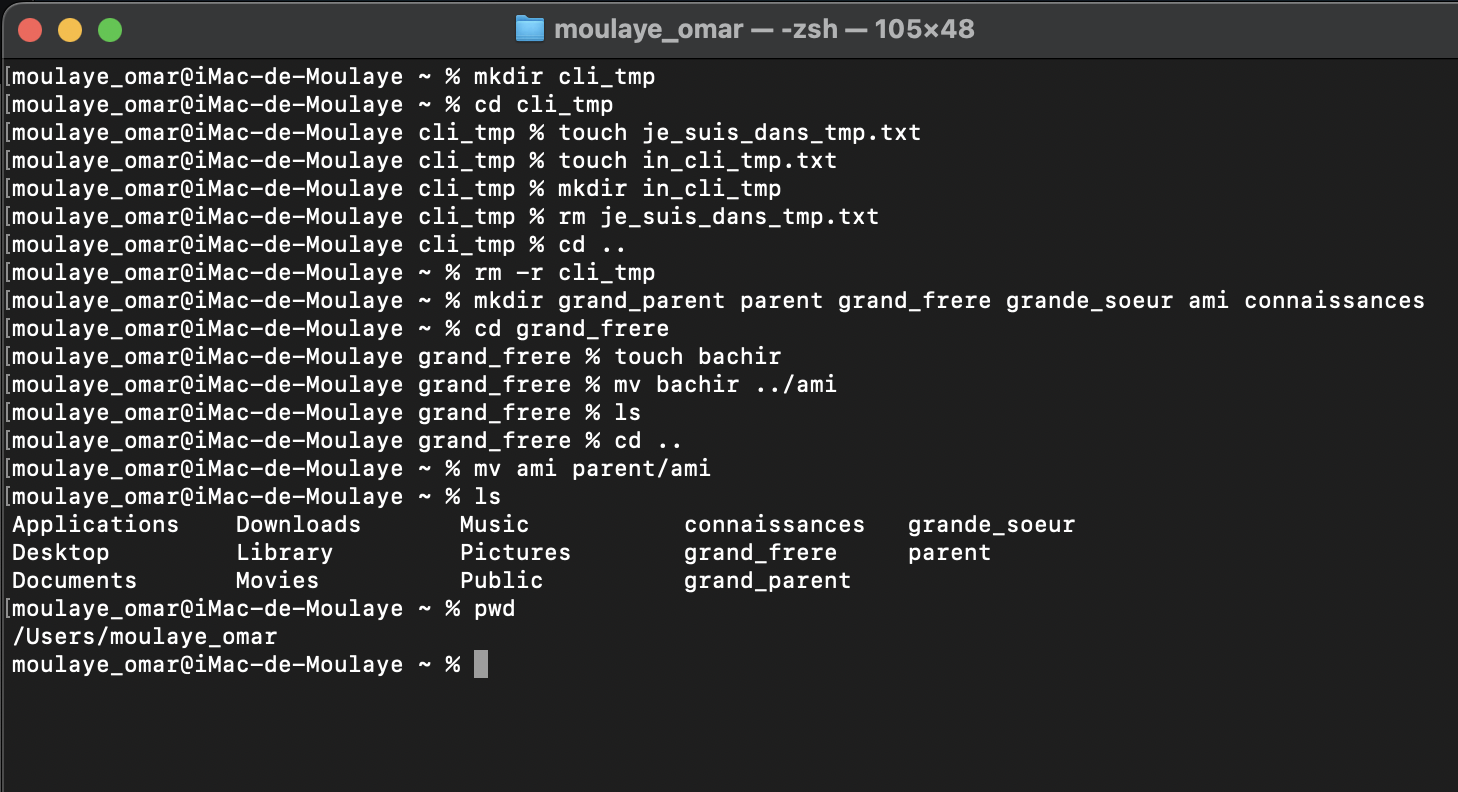 moulaye_omar — -zsh — 105×48
[moulaye_omar@iMac-de-Moulaye ~ % mkdir cli_tmp
[moulaye_omar@iMac-de-Moulaye ~ % cd cli_tmp
[moulaye_omar@iMac-de-Moulaye cli_tmp % touch je_suis_dans_tmp.txt
[moulaye_omar@iMac-de-Moulaye cli_tmp % touch in_cli_tmp.txt
[moulaye_omar@iMac-de-Moulaye cli_tmp % mkdir in_cli_tmp
[moulaye_omar@iMac-de-Moulaye cli_tmp % rm je_suis_dans_tmp.txt
[moulaye_omar@iMac-de-Moulaye cli_tmp % cd ..
[moulaye_omar@iMac-de-Moulaye ~ % rm -r cli_tmp
[moulaye_omar@iMac-de-Moulaye ~ % mkdir grand_parent parent grand_frere grande_soeur ami connaissances
[moulaye_omar@iMac-de-Moulaye ~ % cd grand_frere
[moulaye_omar@iMac-de-Moulaye grand_frere % touch bachir
[moulaye_omar@iMac-de-Moulaye grand_frere % mv bachir ../ami
[moulaye_omar@iMac-de-Moulaye grand_frere % ls
[moulaye_omar@iMac-de-Moulaye grand_frere % cd ..
[moulaye_omar@iMac-de-Moulaye ~ % mv ami parent/ami
[moulaye_omar@iMac-de-Moulaye ~ % ls
Applications    Downloads       Music           connaissances   grande_soeur
Desktop         Library         Pictures        grand_frere     parent
Documents       Movies          Public          grand_parent
[moulaye_omar@iMac-de-Moulaye ~ % pwd
/Users/moulaye_omar
moulaye_omar@iMac-de-Moulaye ~ %